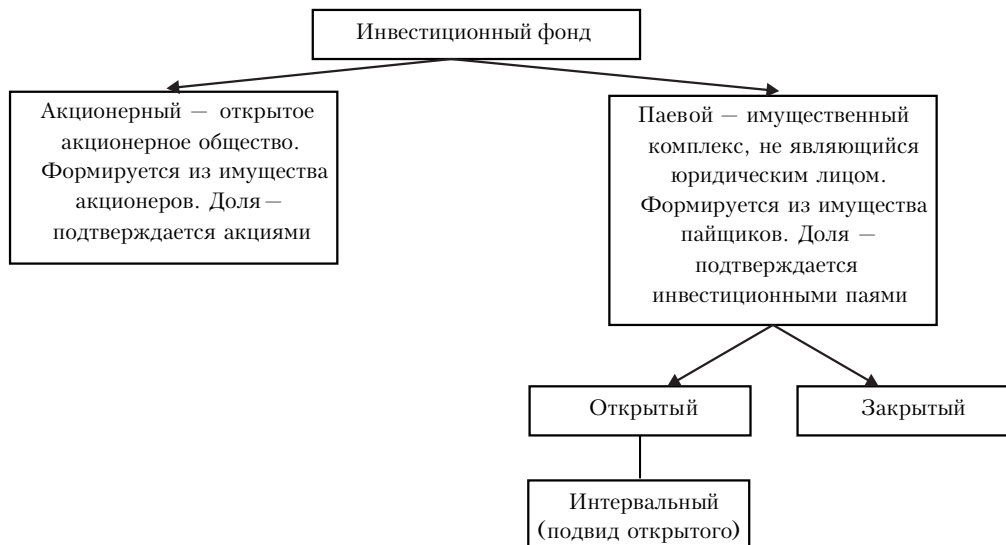 Инвестиционный фонд
Акционерный — открытое
акционерное общество.
Формируется из имущества
акционеров. Доля —
подтверждается акциями
Паевой — имущественный
комплекс, не являющийся
юридическим лицом.
Формируется из имущества
пайщиков. Доля —
подтверждается
инвестиционными паями
Открытый
Закрытый
Интервальный
(подвид открытого)